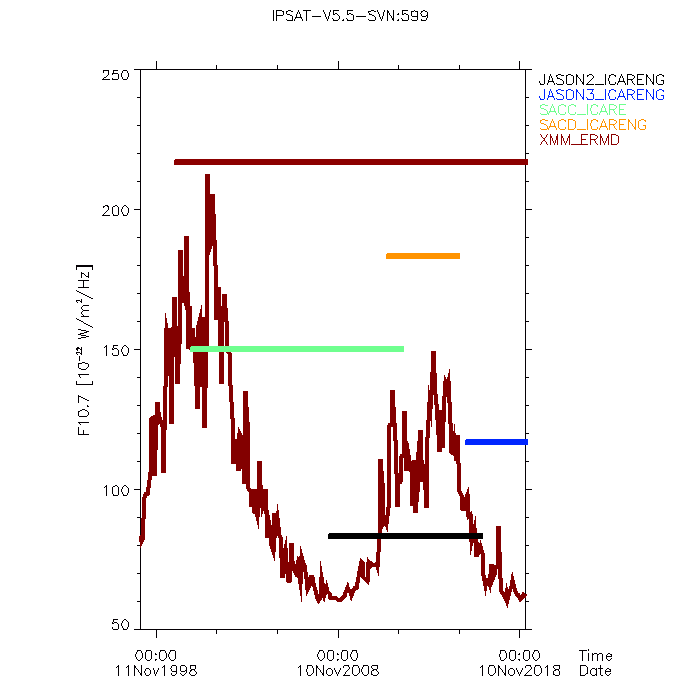 IPSAT-V5.5-SVN:599
250
200
150
100
50
F10.7 [10⁻²² W/m²/Hz]
JASON2_ICARENG
JASON3_ICARENG
SACC_ICARE
SACD_ICARENG
XMM_ERMD
00:00 00:00 00:00 Time
11Nov1998 10Nov2008 10Nov2018 Date